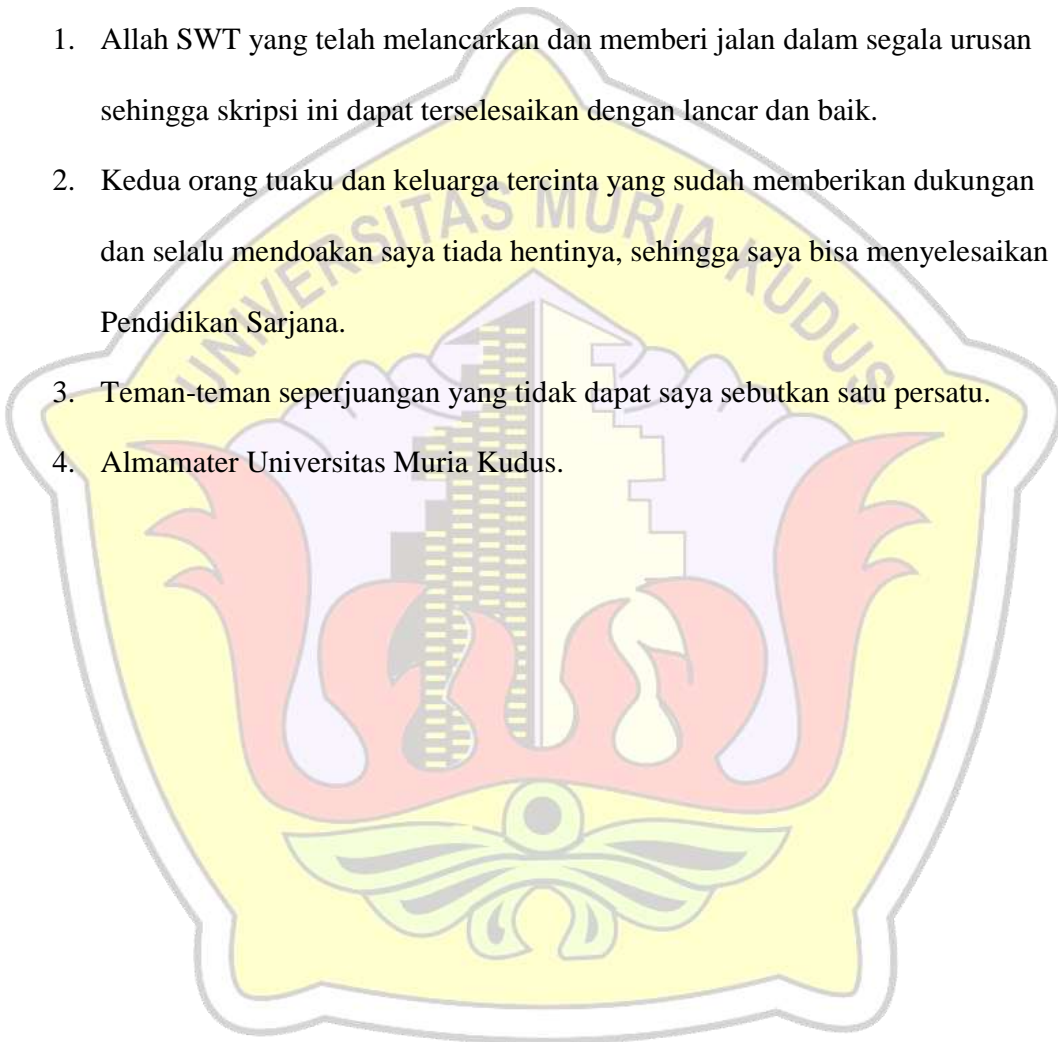 1. Allah SWT yang telah melancarkan dan memberi jalan dalam segala urusan
sehingga skripsi ini dapat terselesaikan dengan lancar dan baik.
2. Kedua orang tuaku dan keluarga tercinta yang sudah memberikan dukungan
dan selalu mendoakan saya tiada hentinya, sehingga saya bisa menyelesaikan
Pendidikan Sarjana.
3. Teman-teman seperjuangan yang tidak dapat saya sebutkan satu persatu.
4. Almamater Universitas Muria Kudus.
UNIVERSITAS MURIA KUDUS